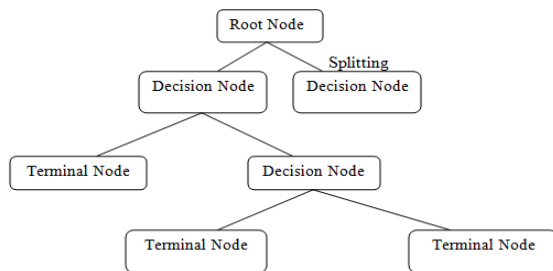 Root Node
Splitting
Decision Node
Decision Node
Terminal Node
Decision Node
Terminal Node
Terminal Node